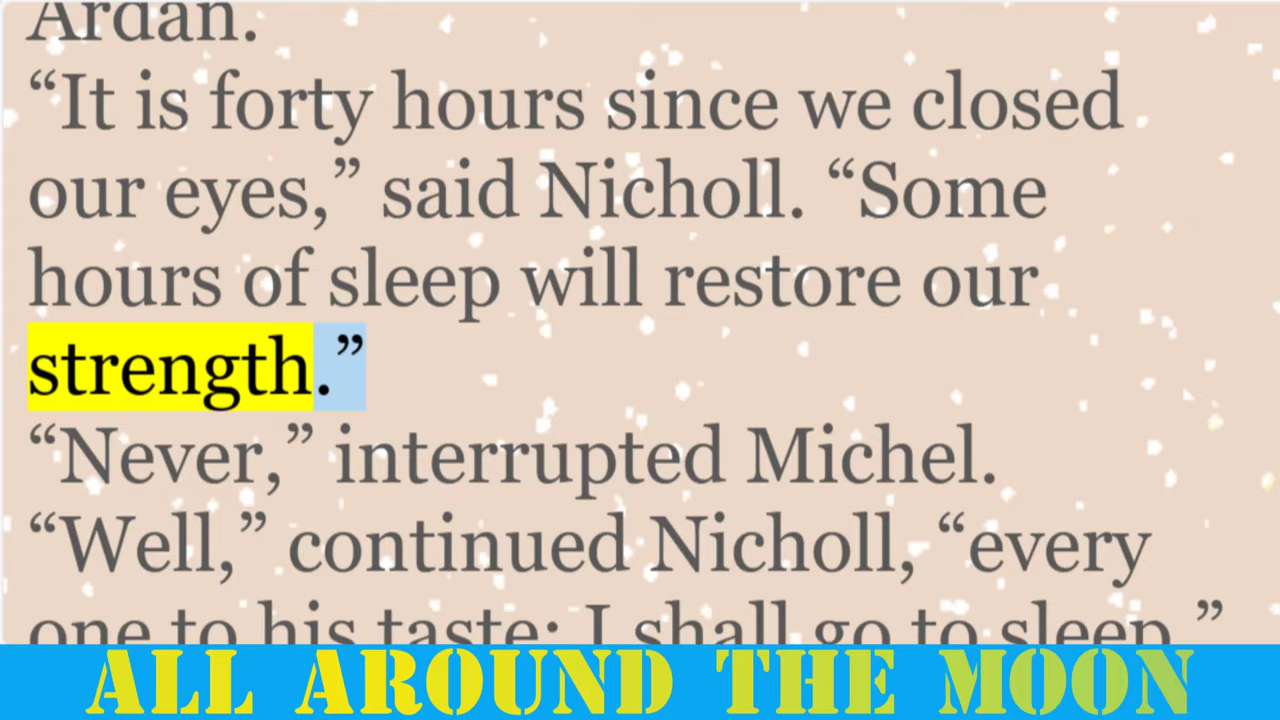 Ardan.
“It is forty hours since we closed
our eyes,” said Nicholl. “Some
hours of sleep will restore our
strength.”
“Never,” interrupted Michel.
“Well,” continued Nicholl, “every
one to his taste; I shall go to sleep.”
ALL AROUND THE MOON